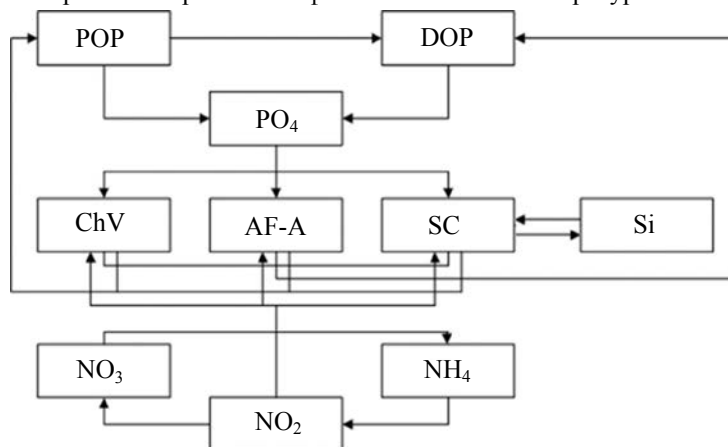 POP DOP
PO₄
ChV AF-A SC Si
NO₃ NH₄
NO₂